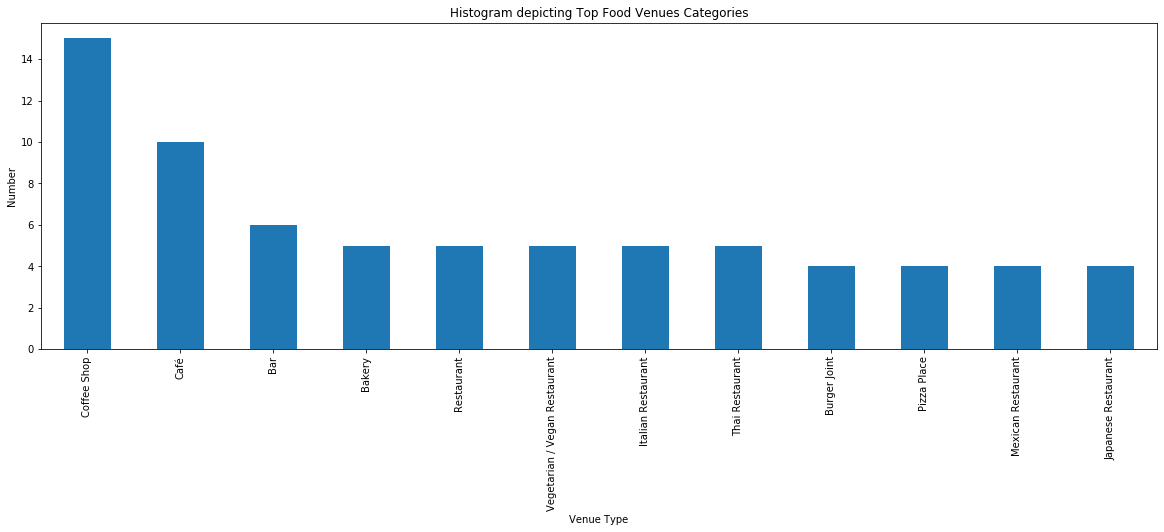 Histogram depicting Top Food Venues Categories
Number
14
12
10
8
6
4
2
0
Coffee Shop
Café
Bar
Bakery
Restaurant
Vegetarian / Vegan Restaurant
Italian Restaurant
Thai Restaurant
Burger Joint
Pizza Place
Mexican Restaurant
Japanese Restaurant
Venue Type